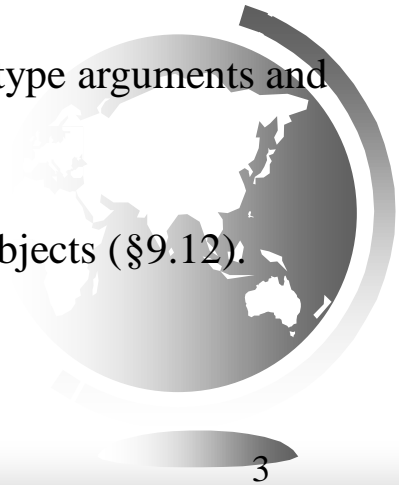 type arguments and
bjects (§9.12).
3